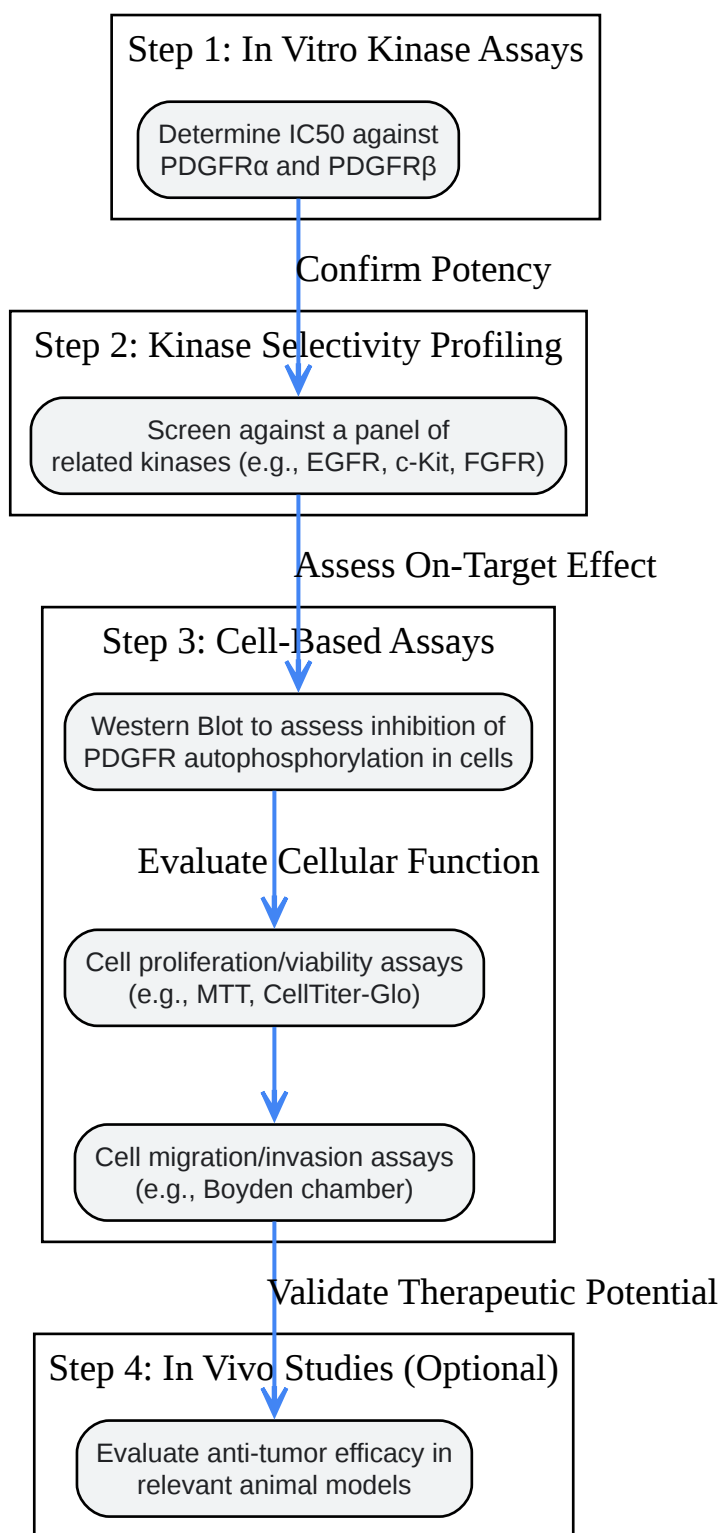 Step 1: In Vitro Kinase Assays
Determine IC50 against
PDGFRα and PDGFRβ
Confirm Potency
Step 2: Kinase Selectivity Profiling
Screen against a panel of
related kinases (e.g., EGFR, c-Kit, FGFR)
Assess On-Target Effect
Step 3: Cell-Based Assays
Western Blot to assess inhibition of
PDGFR autophosphorylation in cells
Evaluate Cellular Function
Cell proliferation/viability assays
(e.g., MTT, CellTiter-Glo)
Cell migration/invasion assays
(e.g., Boyden chamber)
Validate Therapeutic Potential
Step 4: In Vivo Studies (Optional)
Evaluate anti-tumor efficacy in
relevant animal models